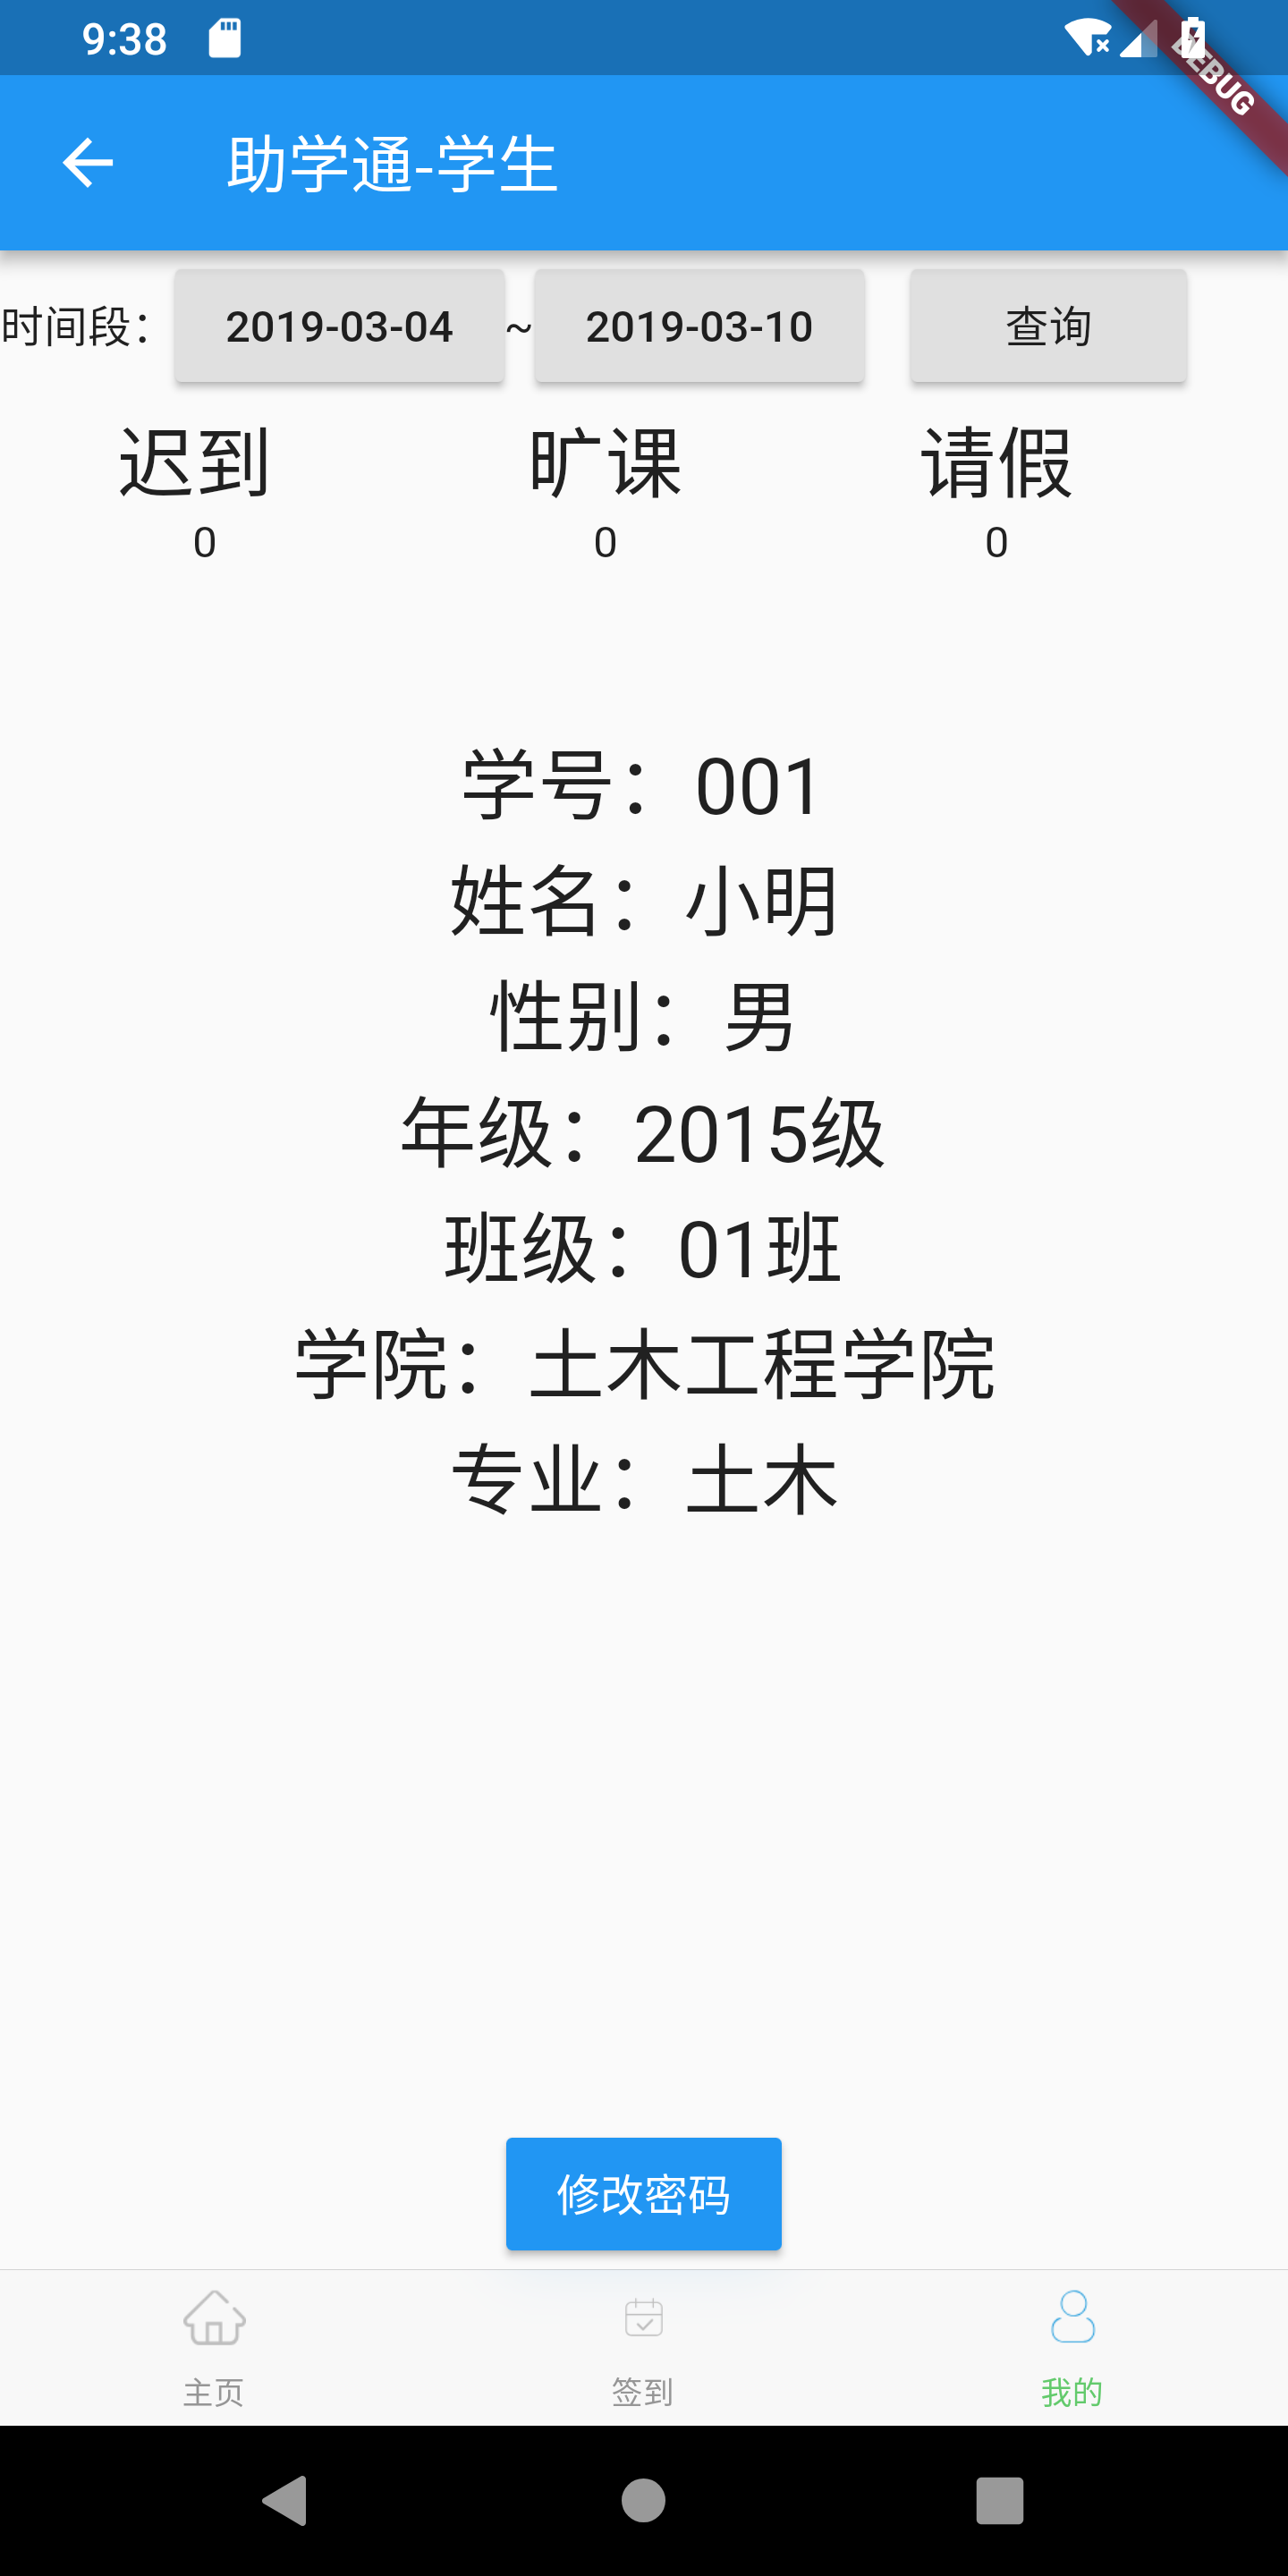 9:38
DEBUG
助学通-学生
时间段： 2019-03-04 ~ 2019-03-10 查询
迟到 旷课 请假
0 0 0
学号：001
姓名：小明
性别：男
年级：2015级
班级：01班
学院：土木工程学院
专业：土木
修改密码
主页 签到 我的